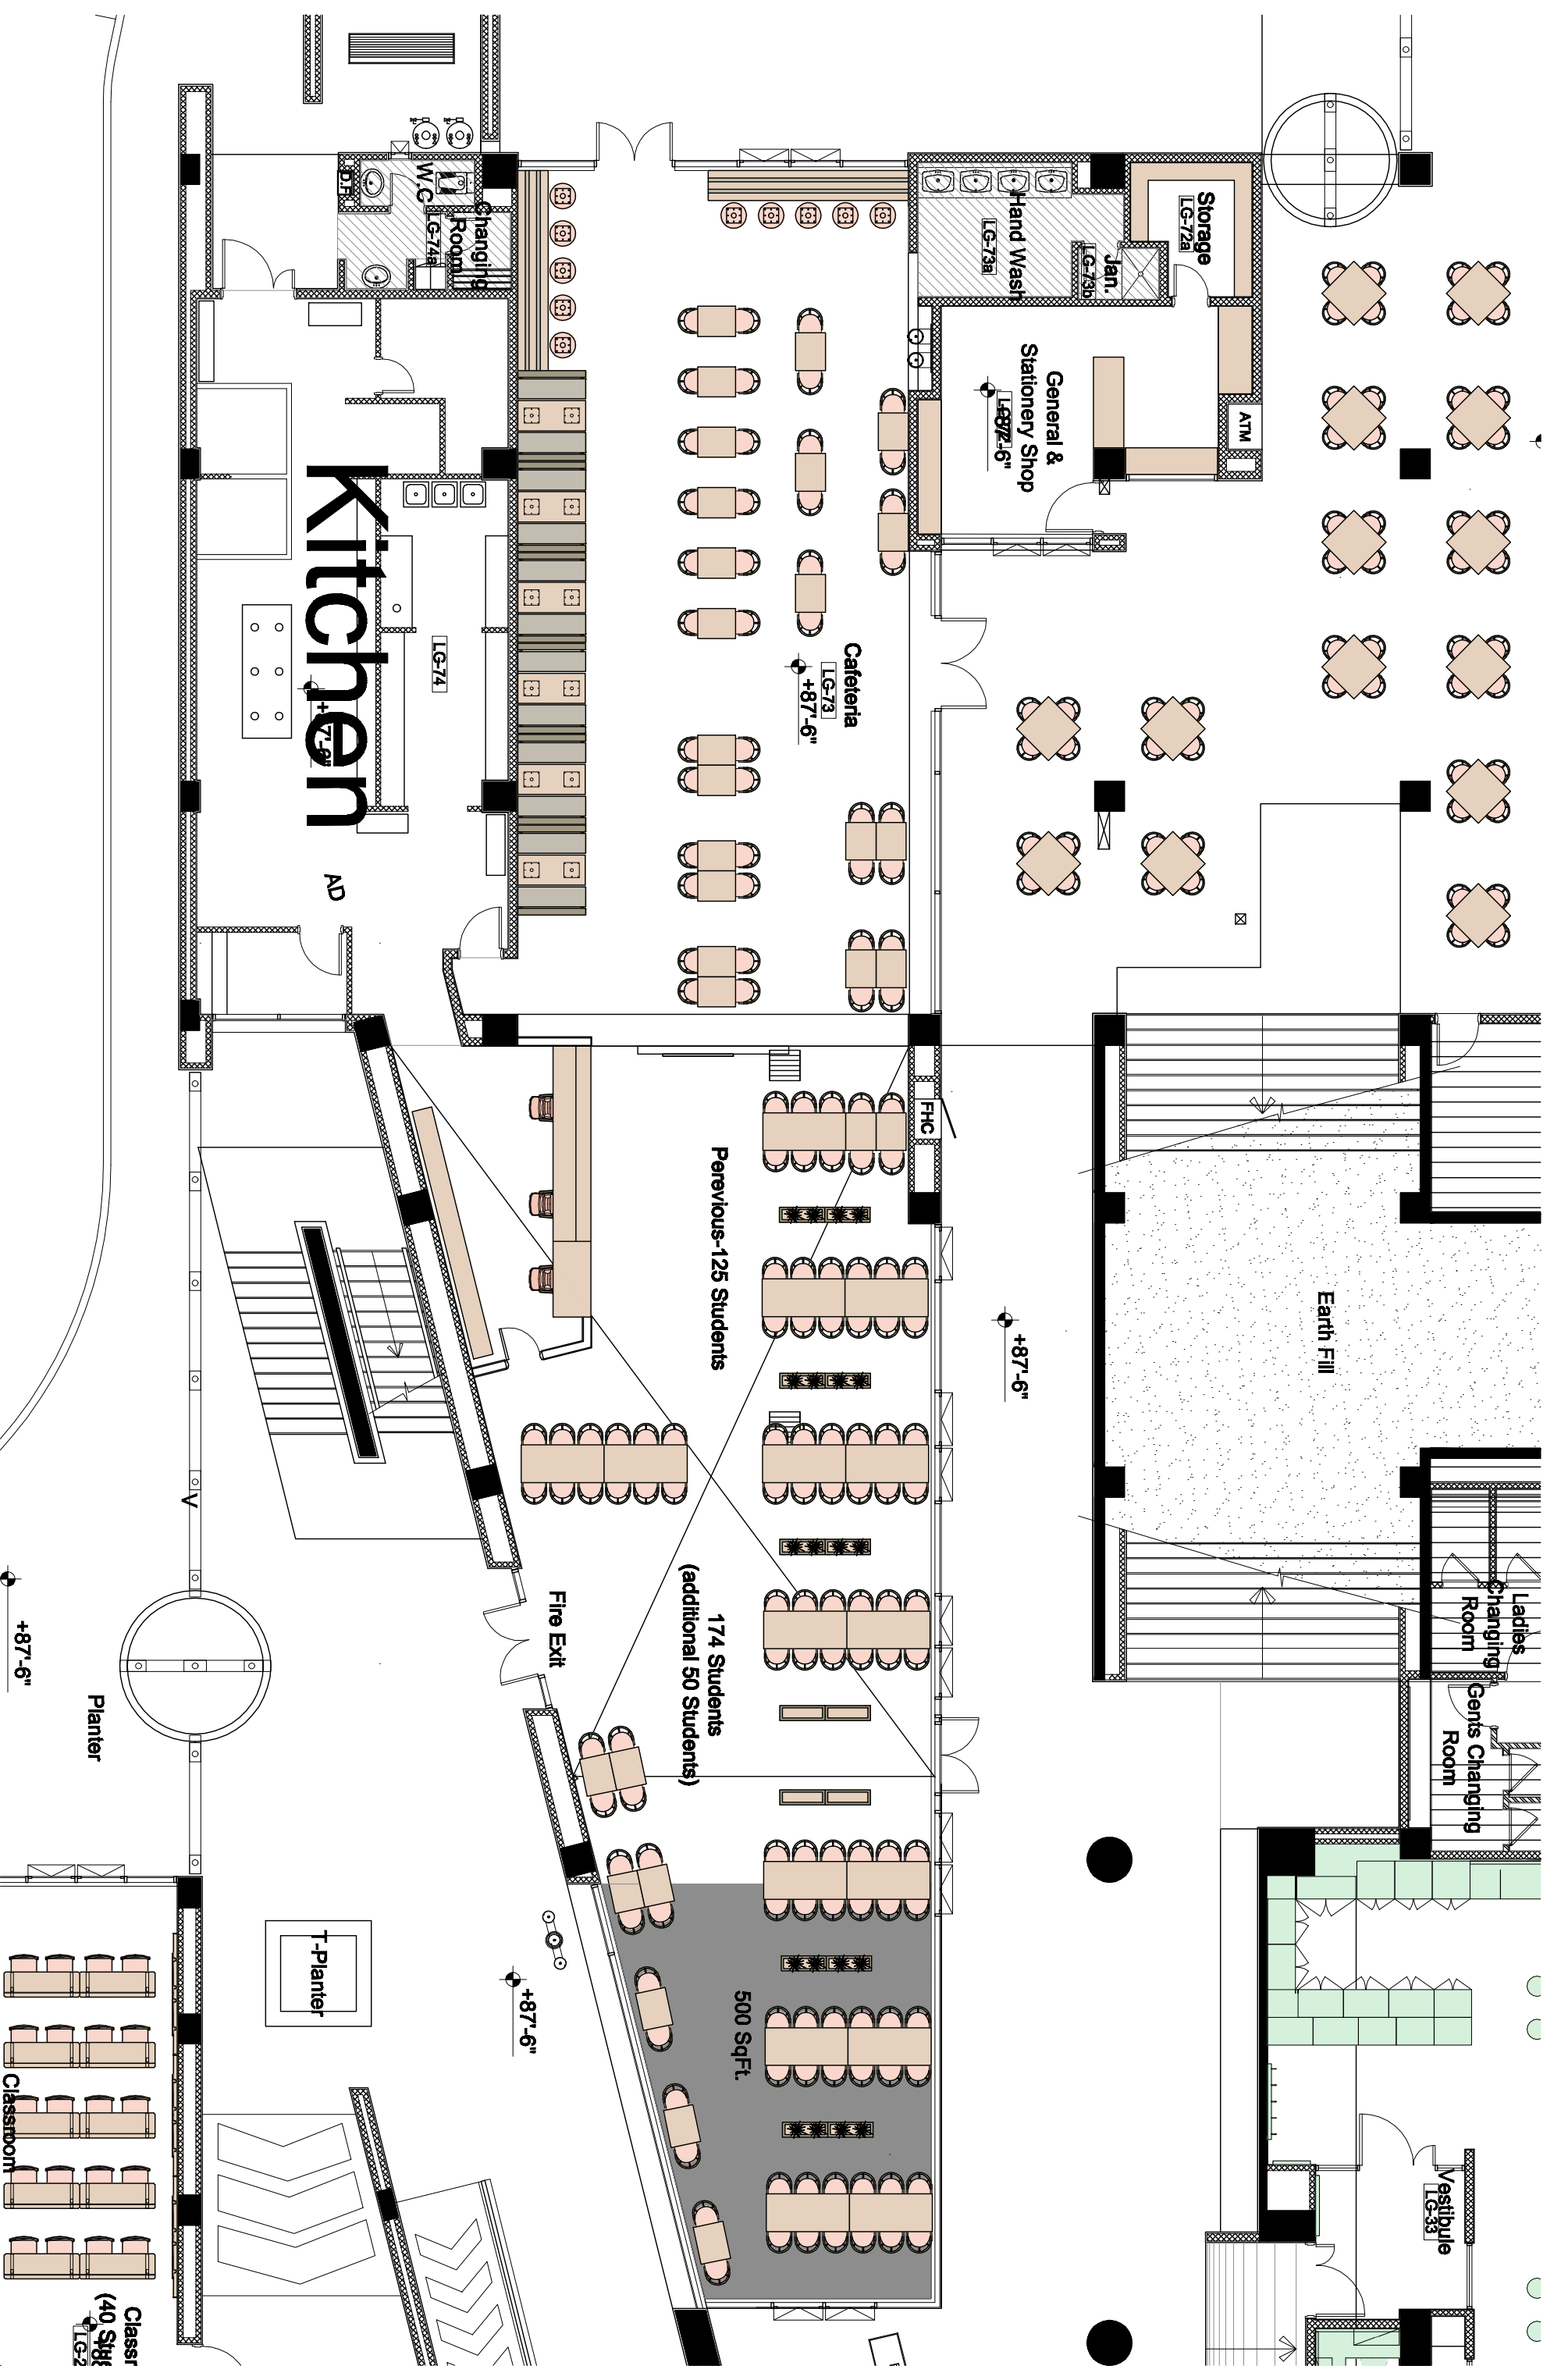 D.F.
W.C
Changing
Room
LG-74a
Hand Wash
LG-73a
Jan.
LG-73b
Storage
LG-72a
General &
Stationery Shop
ATM
Kitchen
LG-74
AD
Cafeteria
LG-73
+87'-6"
FHC
Perevious-125 Students
+87'-6"
Earth Fill
174 Students
(additional 50 Students)
Fire Exit
V
+87'-6"
Planter
Ladies
Changing
Room
Gents Changing
Room
500 SqFt.
T-Planter
+87'-6"
Vestibule
LG-33
Classroom